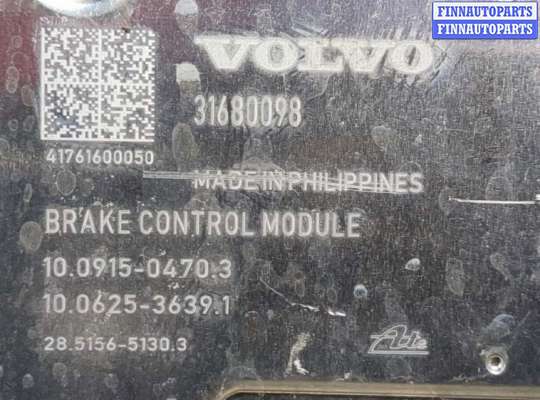 FINNAUTOPARTS
FINNAUTOPARTS
VOLVO
31680098
41761600050
MADE IN PHILIPPINES
BRAKE CONTROL MODULE
10.0915-0470.3
10.0625-3639.1
28.5156-5130.3
Ate